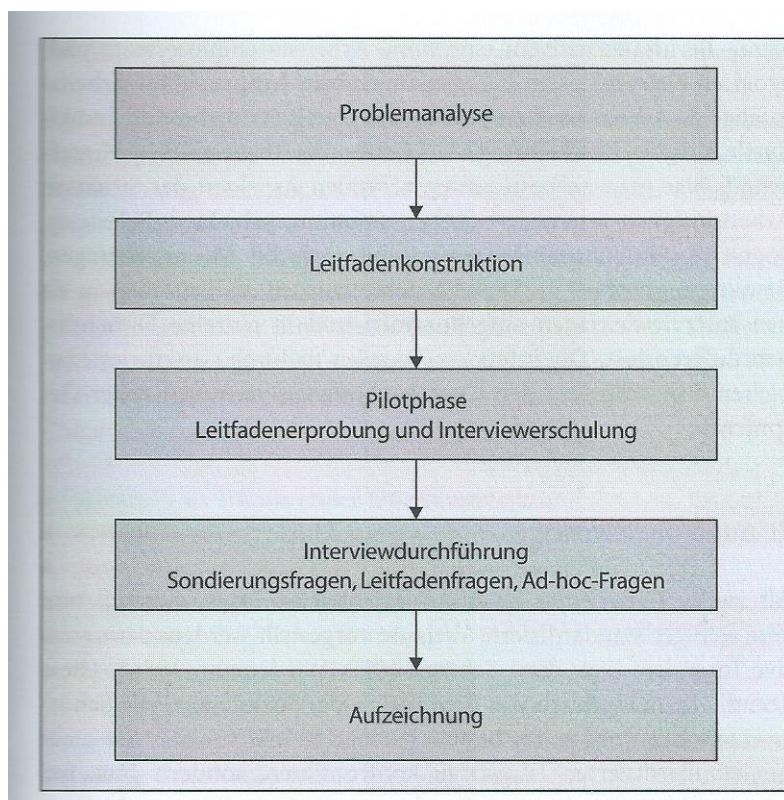 Problemanalyse
Leitfadenkonstruktion
Pilotphase
Leitfadenerprobung und Interviewerschulung
Interviewdurchführung
Sondierungsfragen, Leitfadenfragen, Ad-hoc-Fragen
Aufzeichnung